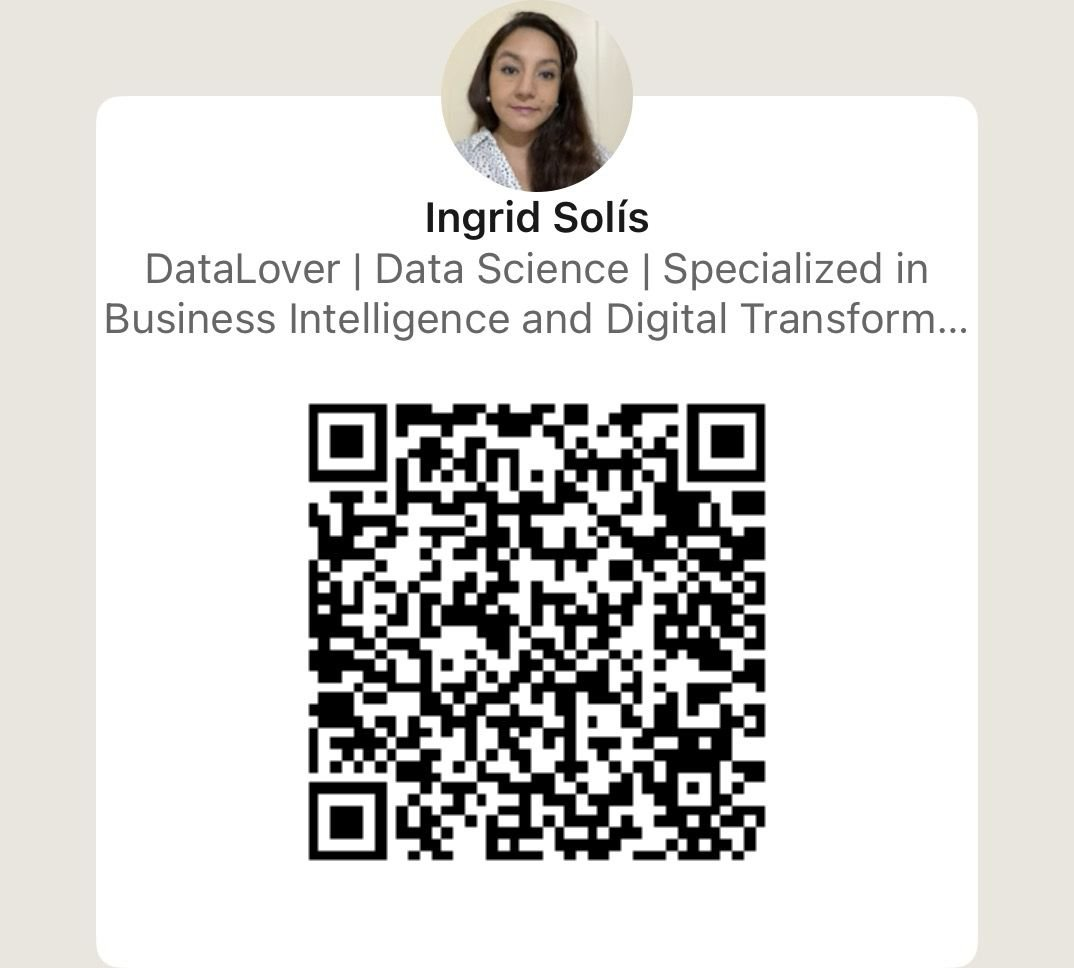 Ingrid Solís
DataLover | Data Science | Specialized in
Business Intelligence and Digital Transform...